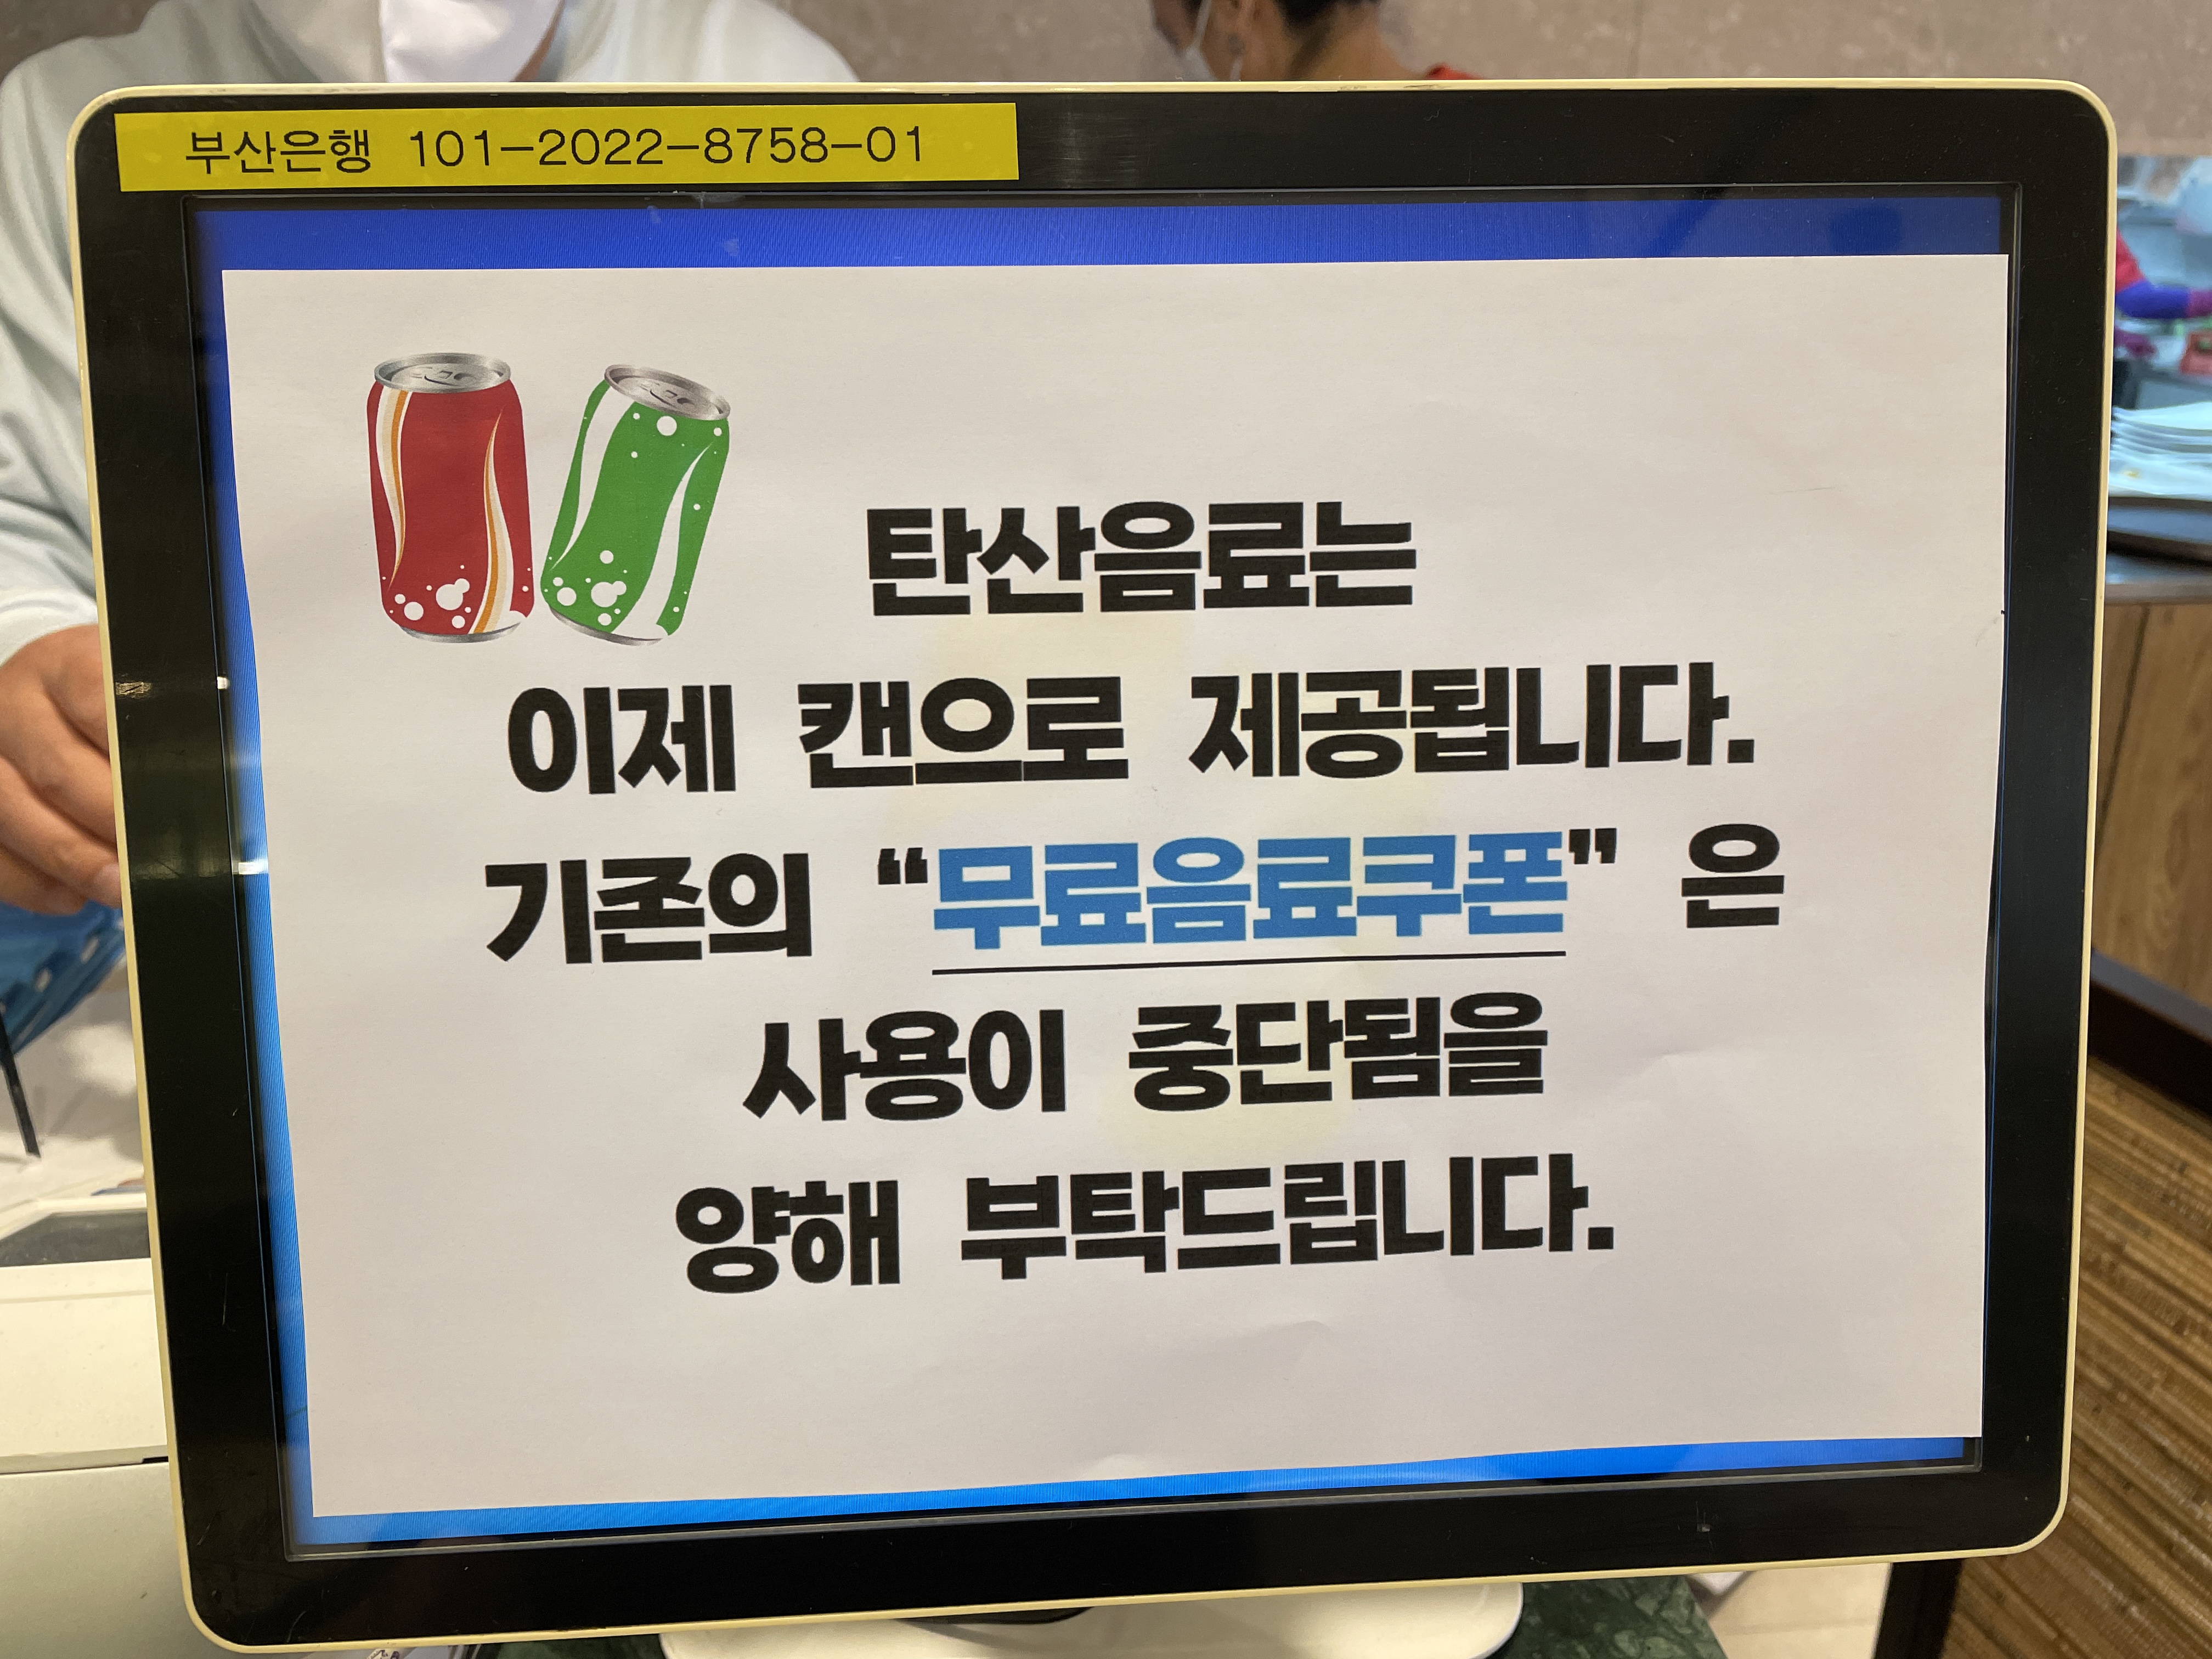 부산은행 101-2022-8758-01
탄산음료는
이제 캔으로 제공됩니다.
기존의 “무료음료쿠폰” 은
사용이 중단됨을
양해 부탁드립니다.